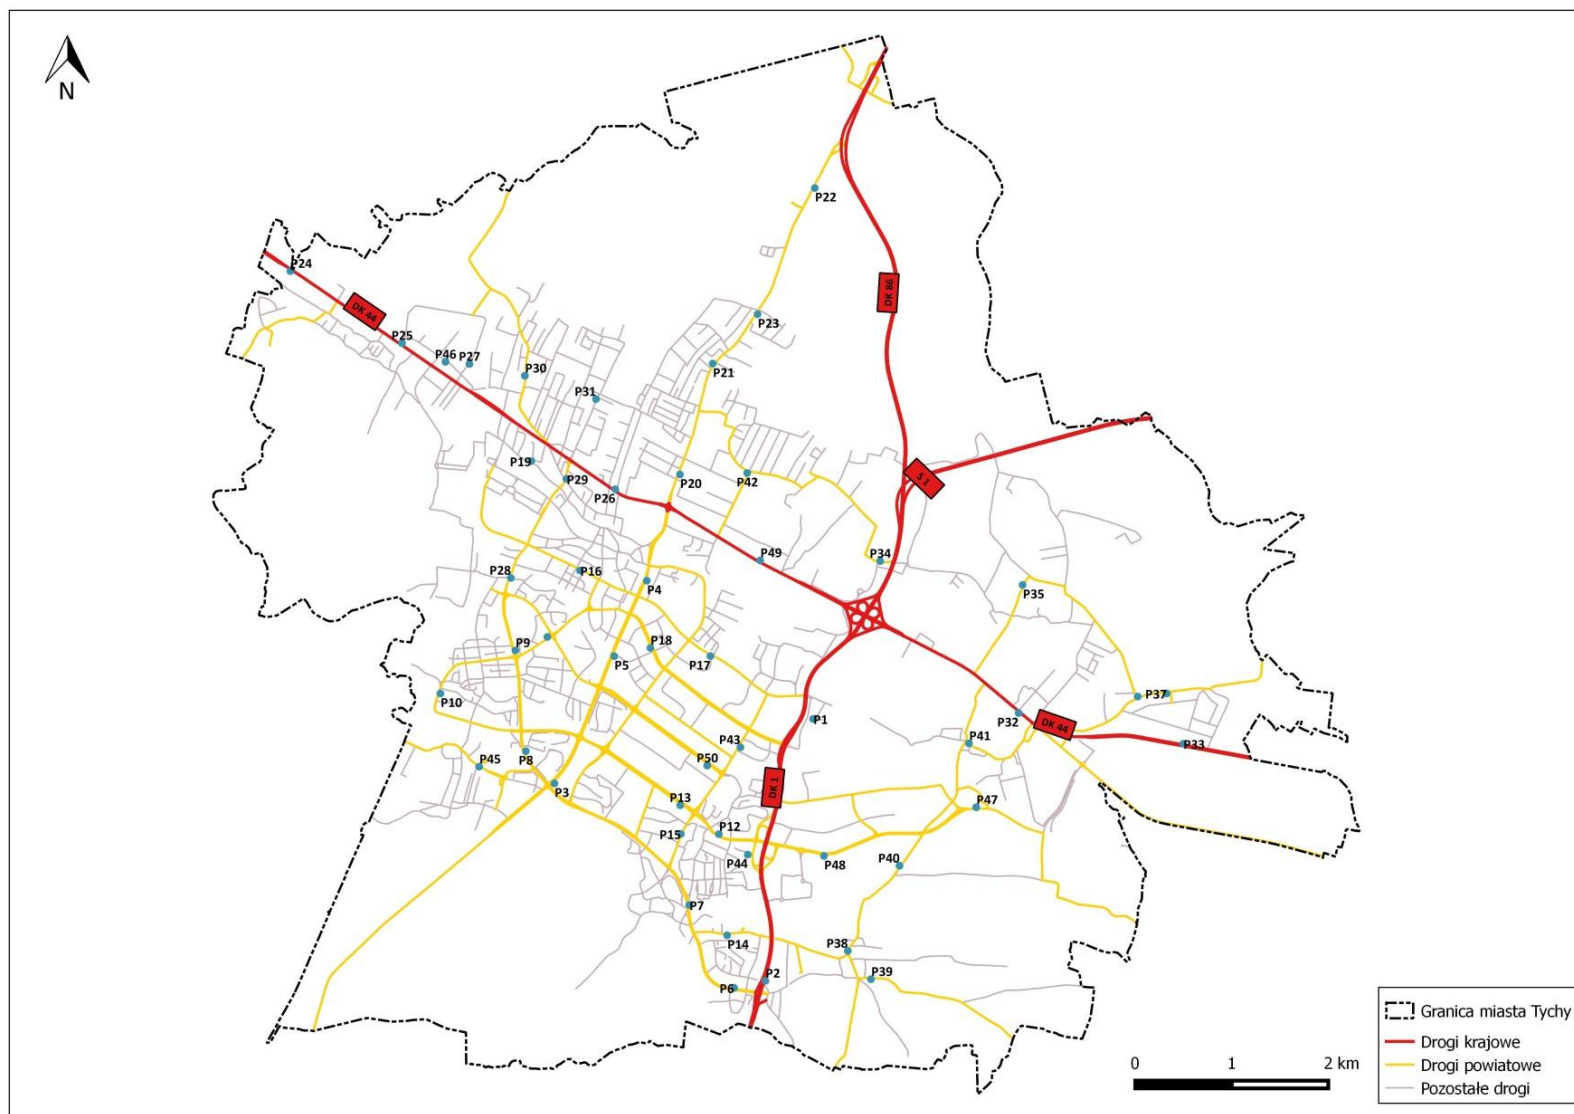 N
P22
P24
DK 44
DK 86
P23
P25
P46
P27
P30
P21
P31
P19
P29
P26
P20
P42
S 1
P49
P34
P28
P16
P4
P35
P9
P5
P18
P17
P10
P37
P1
P32
DK 44
P33
P41
P43
P8
P45
P50
P3
DK 1
P13
P47
P12
P15
P44
P48
P40
P7
P14
P38
P39
P2
P6
Granica miasta Tychy
Drogi krajowe
Drogi powiatowe
Pozostałe drogi
0 1 2 km